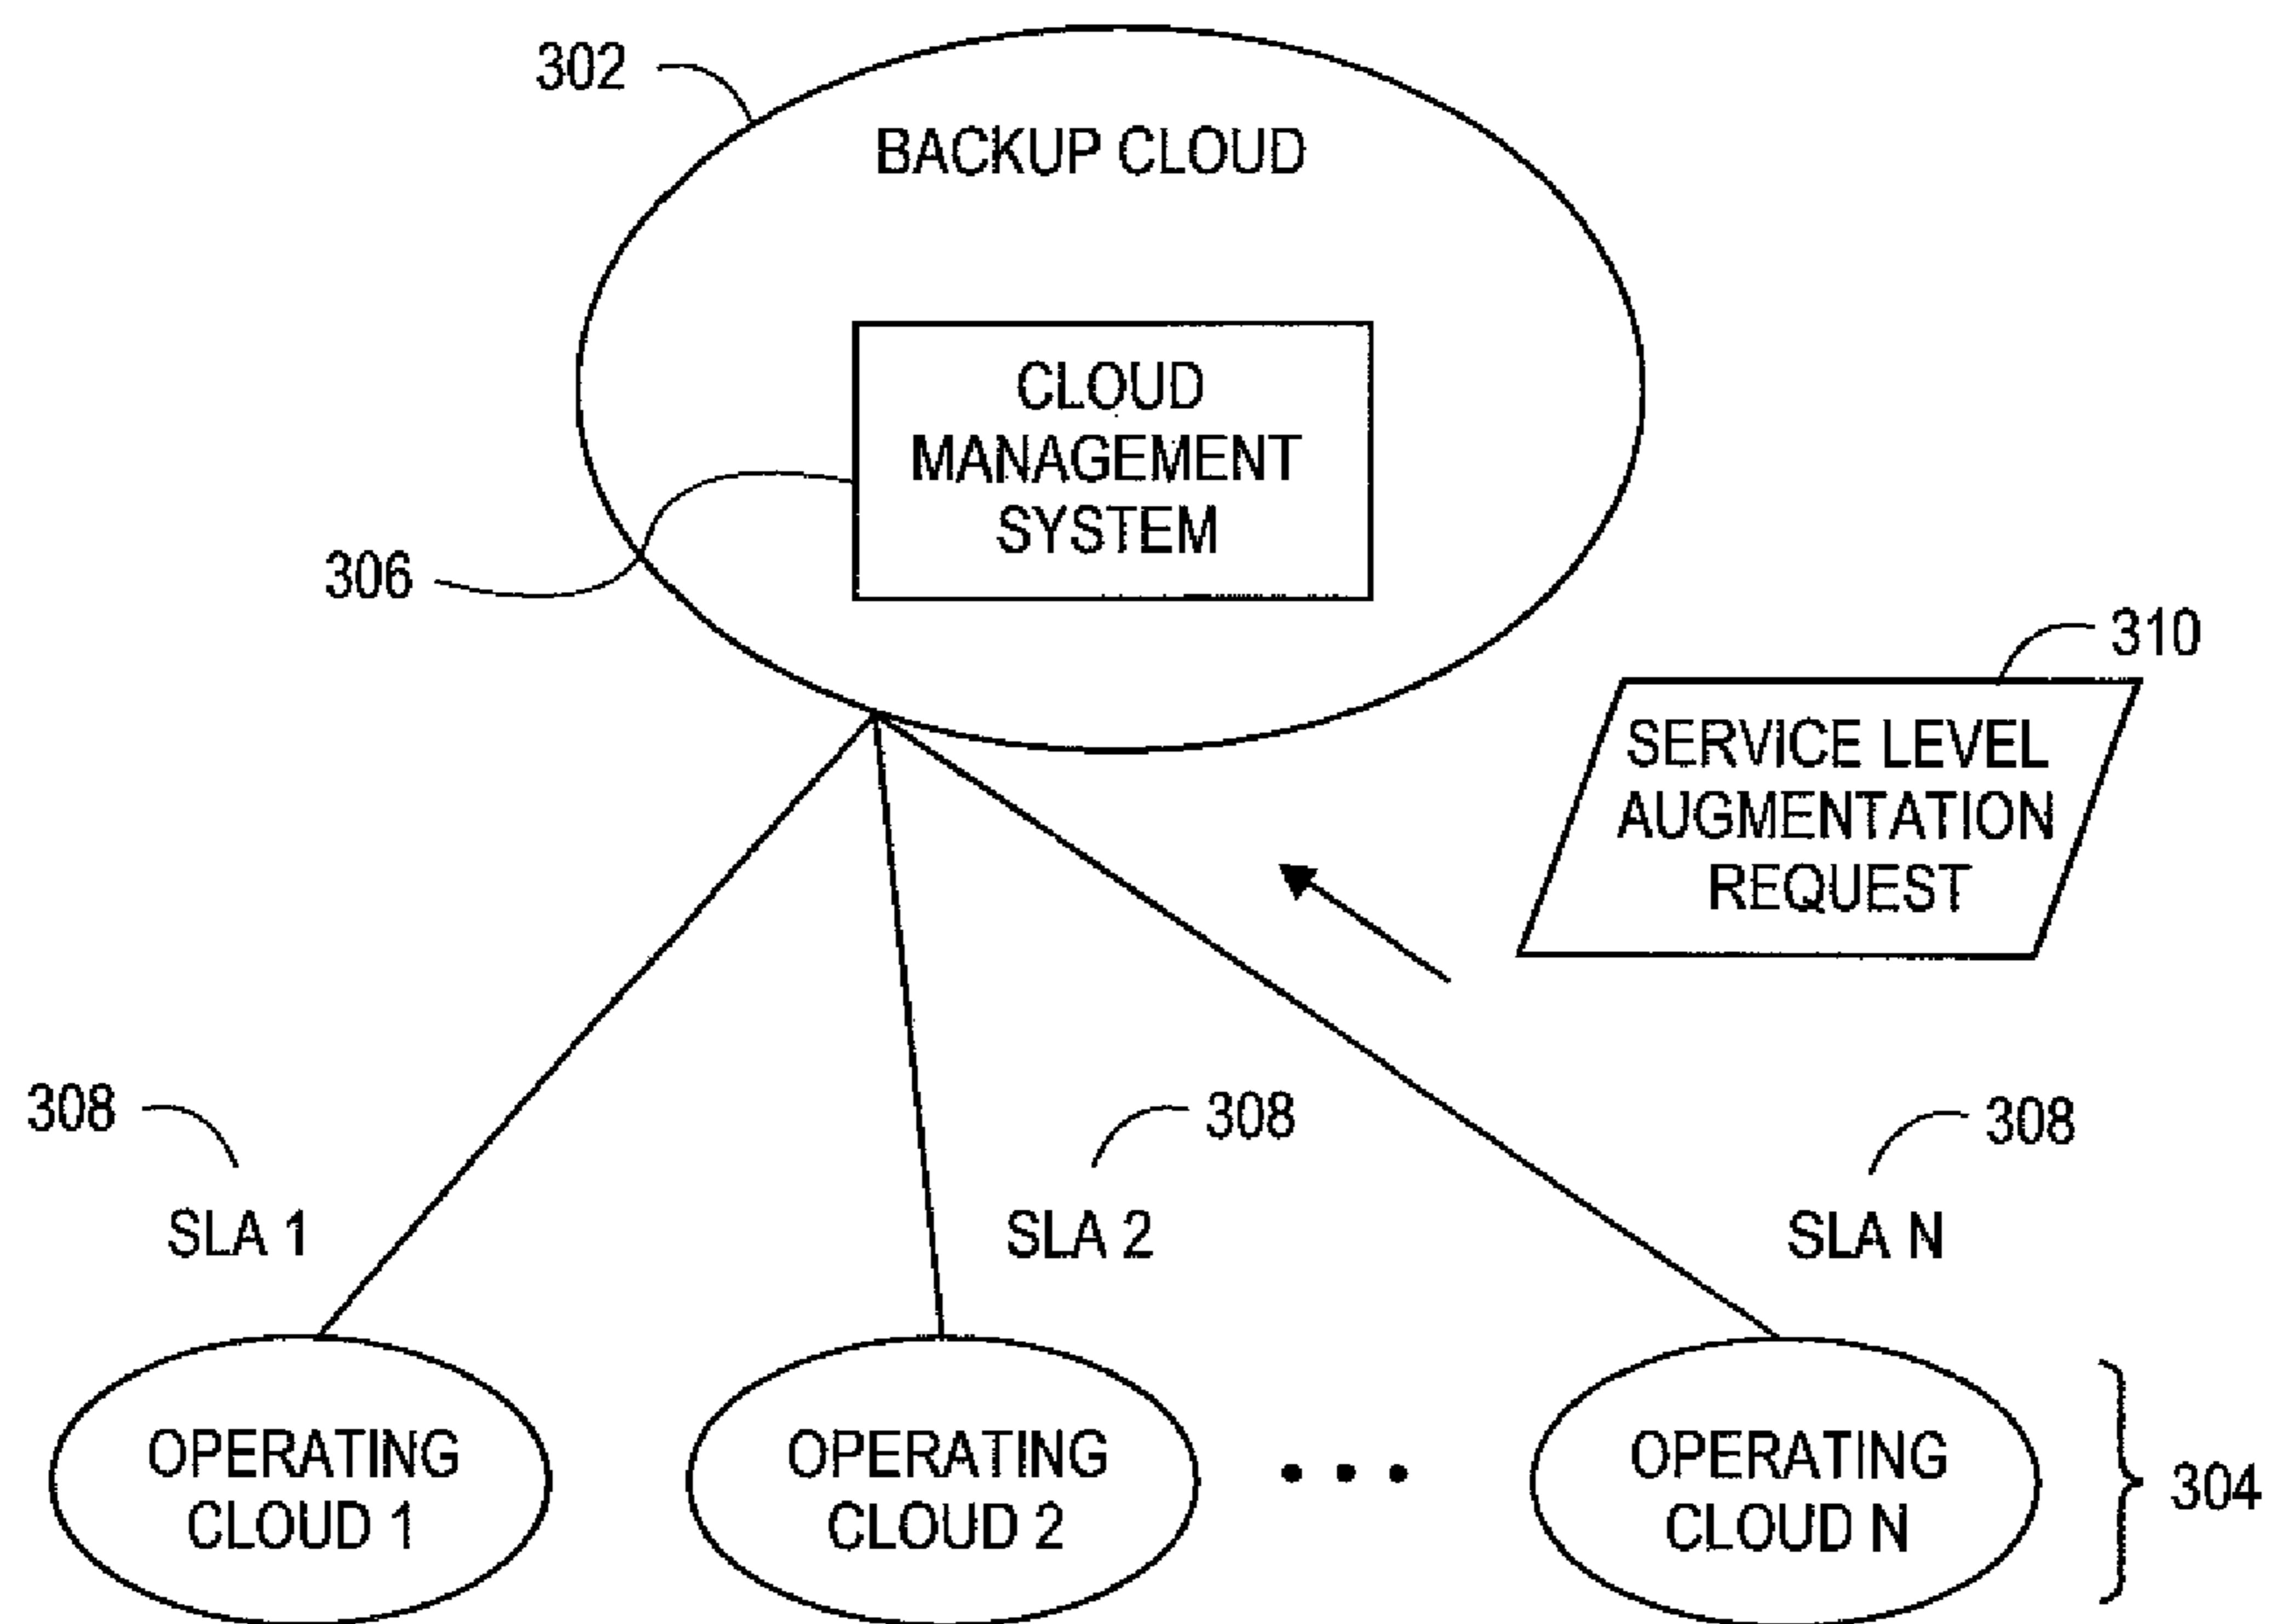 302
BACKUP CLOUD
CLOUD
MANAGEMENT
SYSTEM
306
310
SERVICE LEVEL
AUGMENTATION
REQUEST
308
308
308
SLA 1
SLA 2
SLA N
OPERATING
CLOUD 1
OPERATING
CLOUD 2
OPERATING
CLOUD N
304